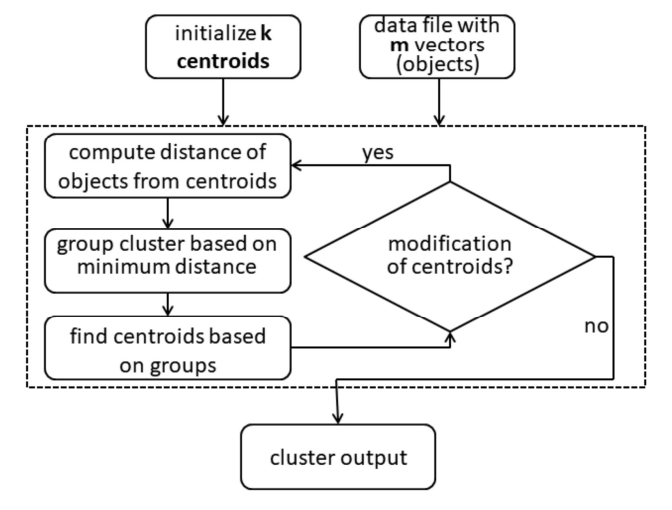 initialize k
centroids
data file with
m vectors
(objects)
compute distance of
objects from centroids
yes
group cluster based on
minimum distance
modification
of centroids?
find centroids based
on groups
no
cluster output